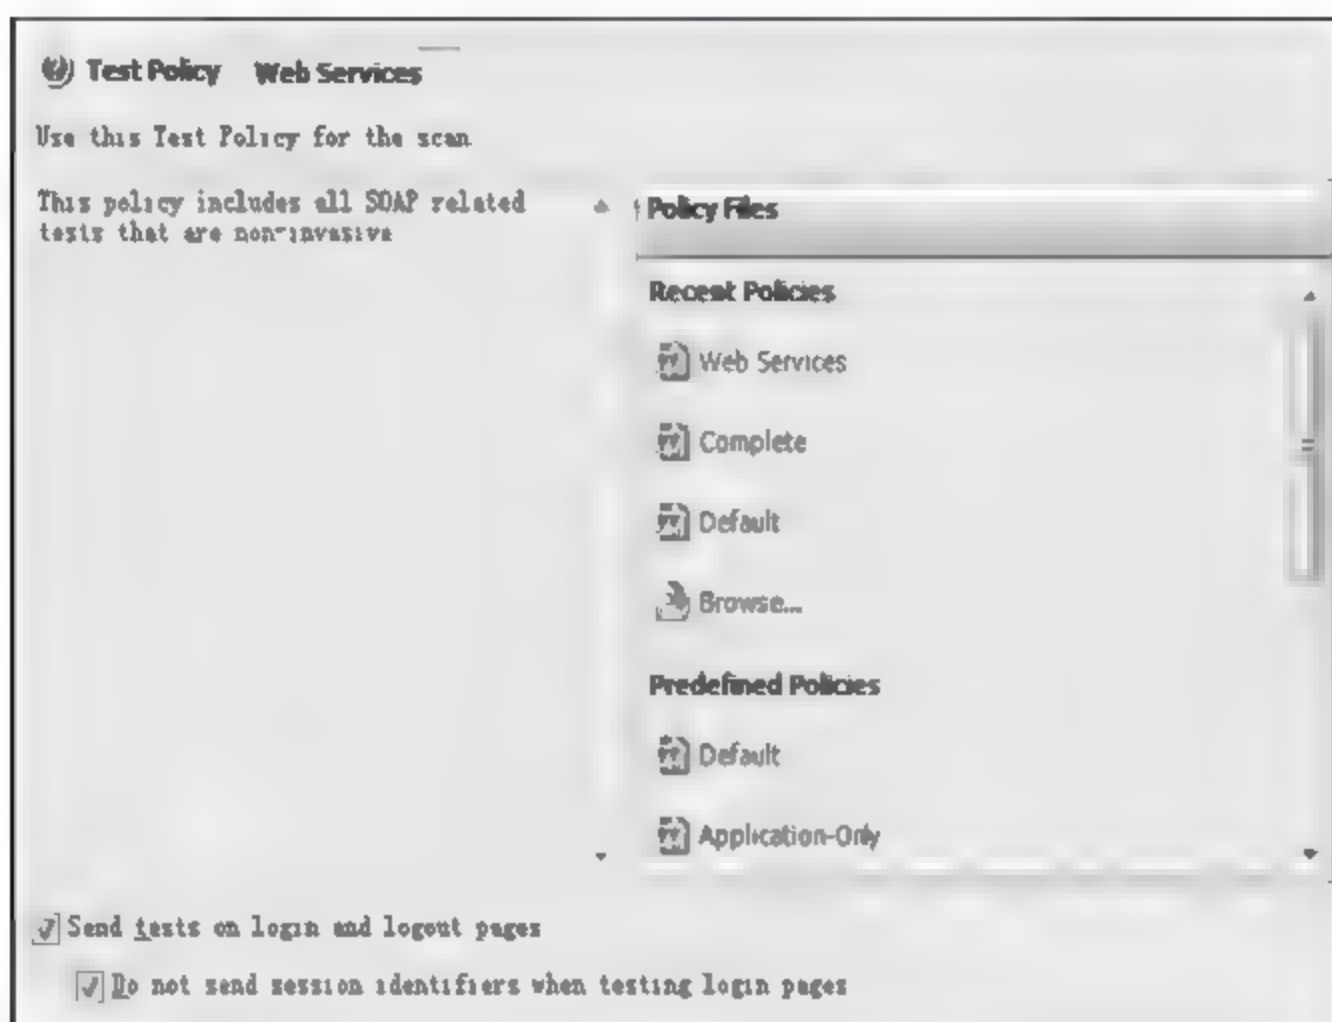 Test Policy Web Services
Use this Test Policy for the scan
This policy includes all SOAP related
tests that are non-invasive
Policy Files
Recent Policies
Web Services
Complete
Default
Browse...
Predefined Policies
Default
Application-Only
Send tests on login and logout pages
Do not send session identifiers when testing login pages